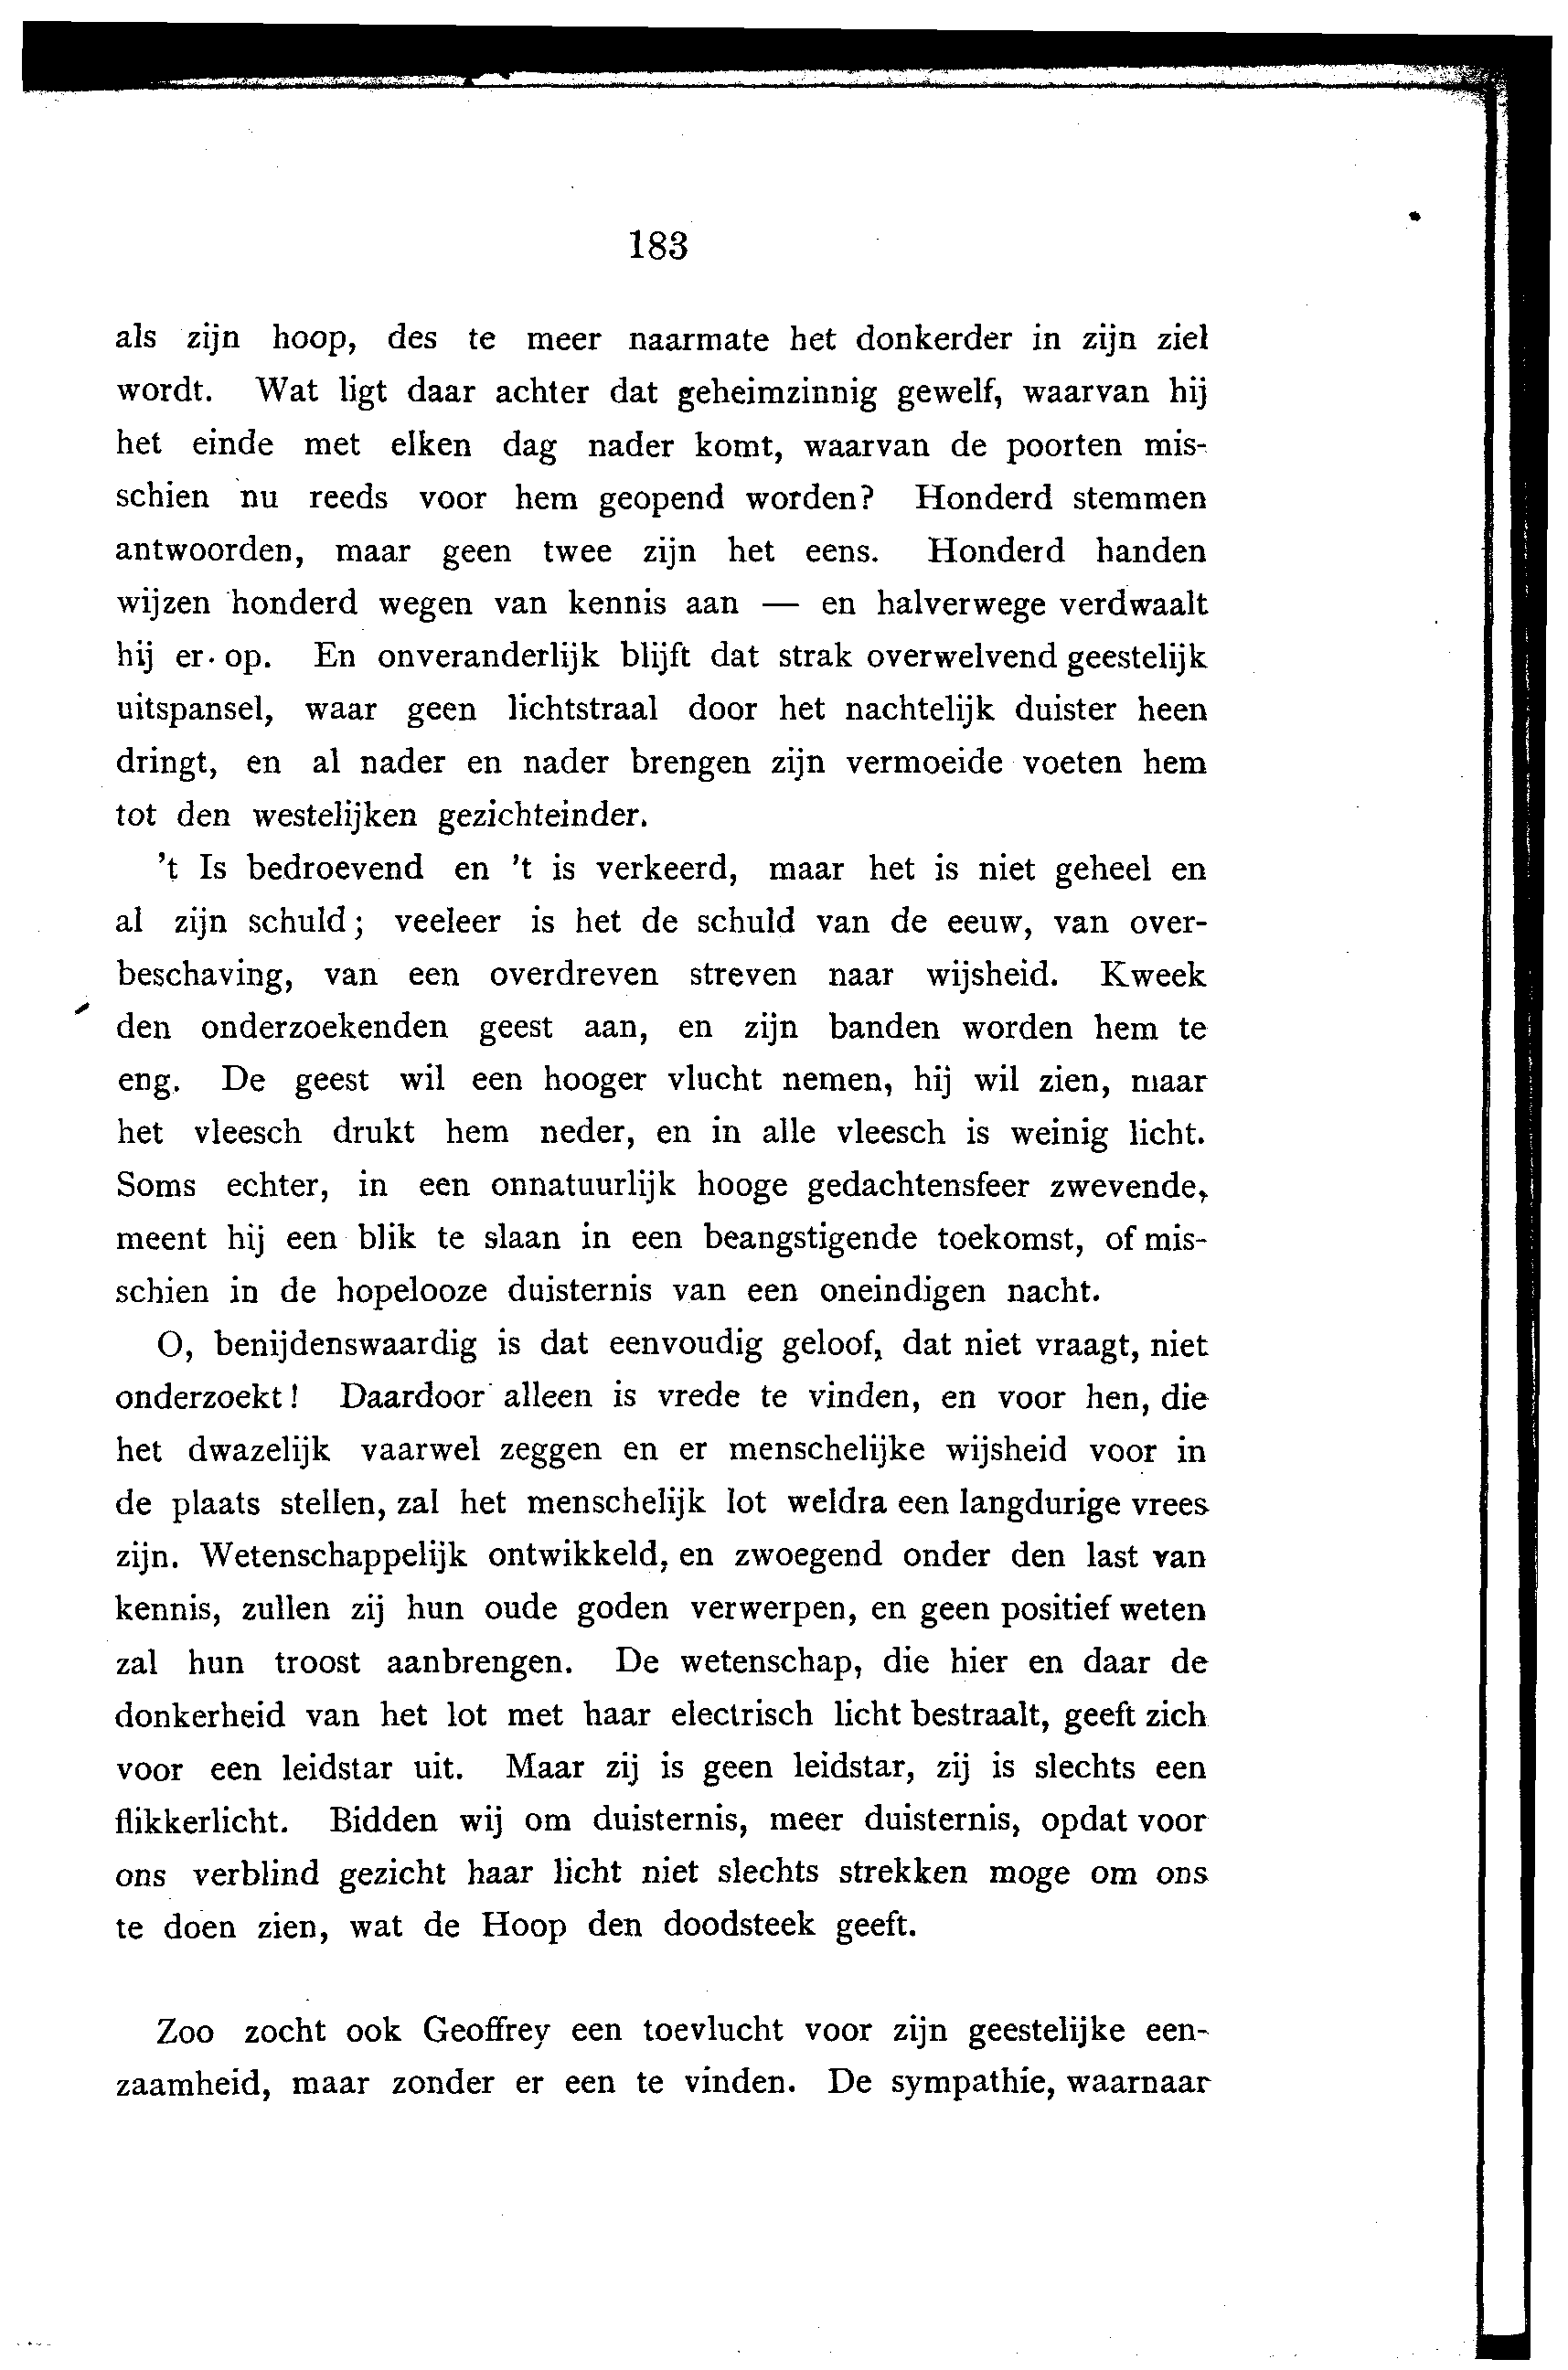 183
als zijn hoop, des te meer naarmate het donkerder in zijn ziel
wordt. Wat ligt daar achter dat geheimzinnig gewelf, waarvan hij
het einde met elken dag nader komt, waarvan de poorten mis-
schien nu reeds voor hem geopend worden? Honderd stemmen
antwoorden, maar geen twee zijn het eens. Honderd handen
wijzen honderd wegen van kennis aan — en halverwege verdwaalt
hij er op. En onveranderlijk blijft dat strak overwelvend geestelijk
uitspansel, waar geen lichtstraal door het nachtelijk duister heen
dringt, en al nader en nader brengen zijn vermoeide voeten hem
tot den westelijken gezichteinder.
't Is bedroevend en 't is verkeerd, maar het is niet geheel en
al zijn schuld; veeleer is het de schuld van de eeuw, van over-
beschaving, van een overdreven streven naar wijsheid. Kweek
den onderzoekenden geest aan, en zijn banden worden hem te
eng. De geest wil een hooger vlucht nemen, hij wil zien, maar
het vleesch drukt hem neder, en in alle vleesch is weinig licht.
Soms echter, in een onnatuurlijk hooge gedachtensfeer zwevende,
meent hij een blik te slaan in een beangstigende toekomst, of mis-
schien in de hopelooze duisternis van een oneindigen nacht.
O, benijdenswaardig is dat eenvoudig geloof, dat niet vraagt, niet
onderzoekt! Daardoor alleen is vrede te vinden, en voor hen, die
het dwazelijk vaarwel zeggen en er menschelijke wijsheid voor in
de plaats stellen, zal het menschelijk lot weldra een langdurige vrees
zijn. Wetenschappelijk ontwikkeld, en zwoegend onder den last van
kennis, zullen zij hun oude goden verwerpen, en geen positief weten
zal hun troost aanbrengen. De wetenschap, die hier en daar de
donkerheid van het lot met haar electrisch licht bestraalt, geeft zich
voor een leidstar uit. Maar zij is geen leidstar, zij is slechts een
flikkerlicht. Bidden wij om duisternis, meer duisternis, opdat voor
ons verblind gezicht haar licht niet slechts strekken moge om ons
te doen zien, wat de Hoop den doodsteek geeft.
Zoo zocht ook Geoffrey een toevlucht voor zijn geestelijke een-
zaamheid, maar zonder er een te vinden. De sympathie, waarnaar